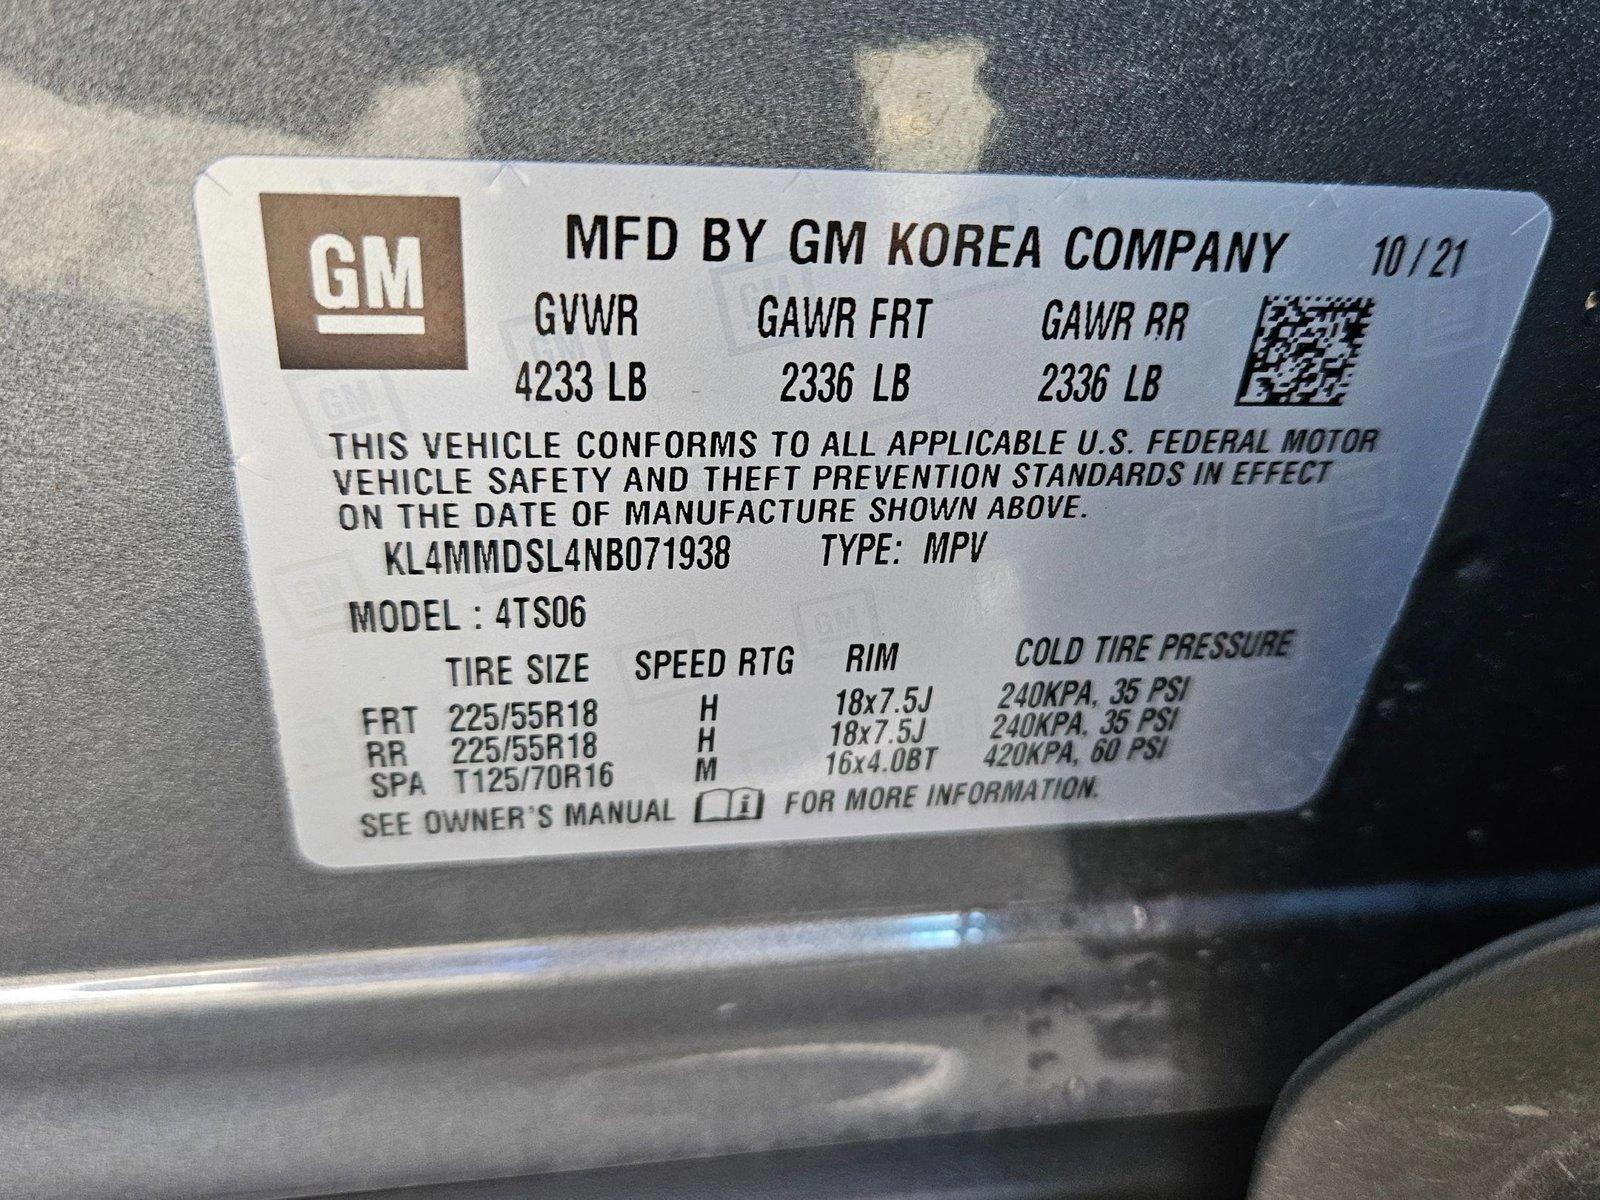 GM
MFD BY GM KOREA COMPANY 10/21
GVWR GAWR FRT GAWR RR
4233 LB 2336 LB 2336 LB
THIS VEHICLE CONFORMS TO ALL APPLICABLE U.S. FEDERAL MOTOR
VEHICLE SAFETY AND THEFT PREVENTION STANDARDS IN EFFECT
ON THE DATE OF MANUFACTURE SHOWN ABOVE.
KL4MMDSL4NB071938 TYPE: MPV
MODEL : 4TS06
TIRE SIZE SPEED RTG RIM COLD TIRE PRESSURE
FRT 225/55R18 H 18x7.5J 240KPA, 35 PSI
RR 225/55R18 H 18x7.5J 240KPA, 35 PSI
SPA T125/70R16 M 16x4.0BT 420KPA, 60 PSI
SEE OWNER'S MANUAL FOR MORE INFORMATION.